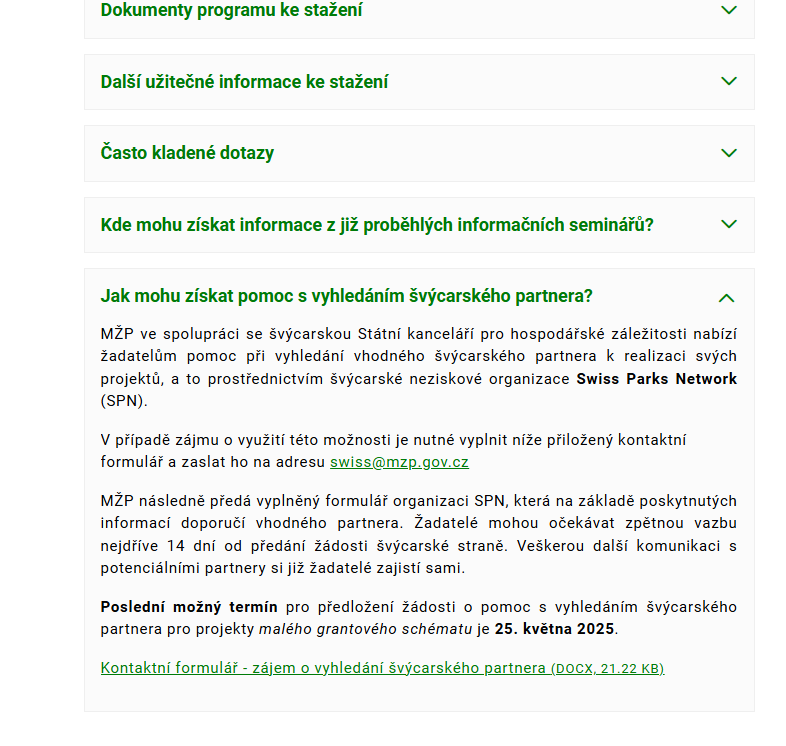 Dokumenty programu ke stažení
Další užitečné informace ke stažení
Často kladené dotazy
Kde mohu získat informace z již proběhlých informačních seminářů?
Jak mohu získat pomoc s vyhledáním švýcarského partnera?
MŽP ve spolupráci se švýcarskou Státní kanceláří pro hospodářské záležitosti nabízí
žadatelům pomoc při vyhledání vhodného švýcarského partnera k realizaci svých
projektů, a to prostřednictvím švýcarské neziskové organizace Swiss Parks Network
(SPN).
V případě zájmu o využití této možnosti je nutné vyplnit níže přiložený kontaktní
formulář a zaslat ho na adresu swiss@mzp.gov.cz
MŽP následně předá vyplněný formulář organizaci SPN, která na základě poskytnutých
informací doporučí vhodného partnera. Žadatelé mohou očekávat zpětnou vazbu
nejdříve 14 dní od předání žádosti švýcarské straně. Veškerou další komunikaci s
potenciálními partnery si již žadatelé zajistí sami.
Poslední možný termín pro předložení žádosti o pomoc s vyhledáním švýcarského
partnera pro projekty malého grantového schématu je 25. května 2025.
Kontaktní formulář - zájem o vyhledání švýcarského partnera (DOCX, 21.22 KB)